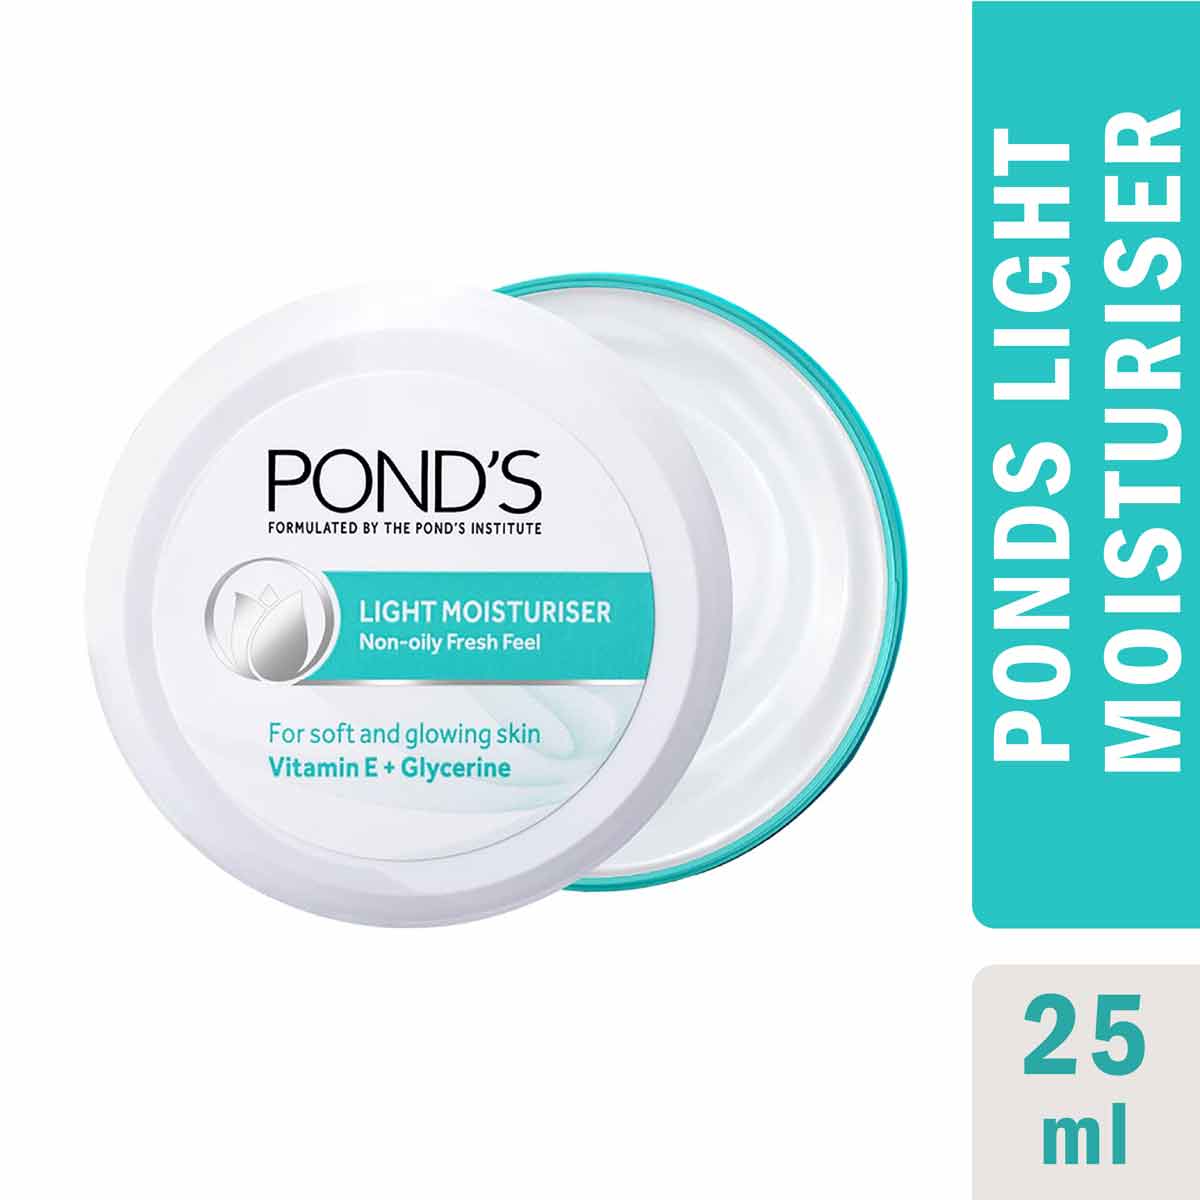 POND'S
FORMULATED BY THE POND'S INSTITUTE
LIGHT MOISTURISER
Non-oily Fresh Feel
For soft and glowing skin
Vitamin E + Glycerine
PONDS LIGHT
MOISTURISER
25
ml